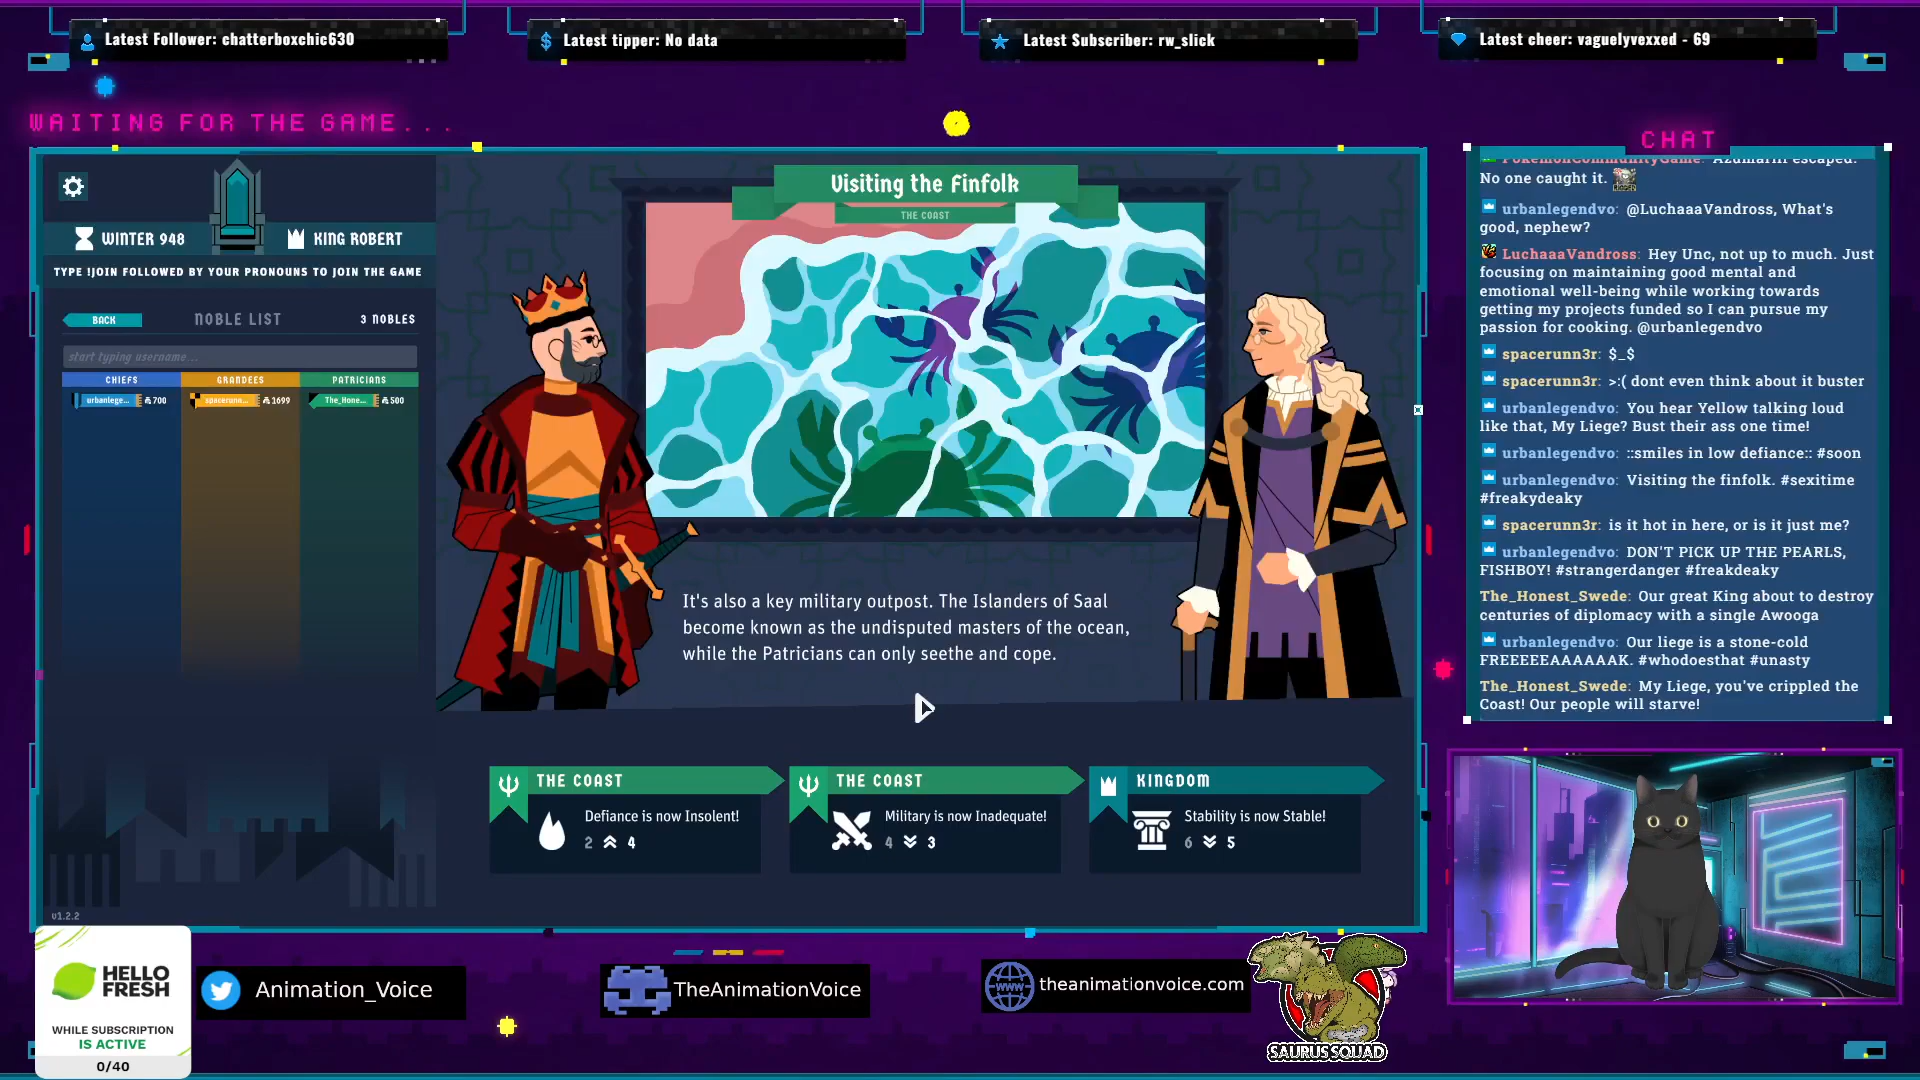 Latest Follower: chatterboxchic630
Latest tipper: No data
Latest Subscriber: rw_slick
Latest cheer: vaguelyvexxed - 69
WAITING FOR THE GAME...
WINTER 948
KING ROBERT
TYPE !JOIN FOLLOWED BY YOUR PRONOUNS TO JOIN THE GAME
BACK
NOBLE LIST
3 NOBLES
start typing username...
CHIEFS
GRANDEES
PATRICIANS
urbanlege...
700
spacerunn...
1699
The_Hone...
500
v1.2.2
Visiting the Finfolk
THE COAST
It's also a key military outpost. The Islanders of Saal
become known as the undisputed masters of the ocean,
while the Patricians can only seethe and cope.
THE COAST
Defiance is now Insolent!
2 4
THE COAST
Military is now Inadequate!
4 3
KINGDOM
Stability is now Stable!
6 5
CHAT
PokemonCommunityGame: Azumarill escaped.
No one caught it.
urbanlegendvo: @LuchaaaVandross, What's
good, nephew?
LuchaaaVandross: Hey Unc, not up to much. Just
focusing on maintaining good mental and
emotional well-being while working towards
getting my projects funded so I can pursue my
passion for cooking. @urbanlegendvo
spacerunn3r: $_$
spacerunn3r: >:( dont even think about it buster
urbanlegendvo: You hear Yellow talking loud
like that, My Liege? Bust their ass one time!
urbanlegendvo: ::smiles in low defiance:: #soon
urbanlegendvo: Visiting the finfolk. #sexitime
#freakydeaky
spacerunn3r: is it hot in here, or is it just me?
urbanlegendvo: DON'T PICK UP THE PEARLS,
FISHBOY! #strangerdanger #freakdeaky
The_Honest_Swede: Our great King about to destroy
centuries of diplomacy with a single Awooga
urbanlegendvo: Our liege is a stone-cold
FREEEEEAAAAAAK. #whodoesthat #unasty
The_Honest_Swede: My Liege, you've crippled the
Coast! Our people will starve!
HELLO
FRESH
WHILE SUBSCRIPTION
IS ACTIVE
0/40
Animation_Voice
TheAnimationVoice
WWW
theanimationvoice.com
SAURUS SQUAD